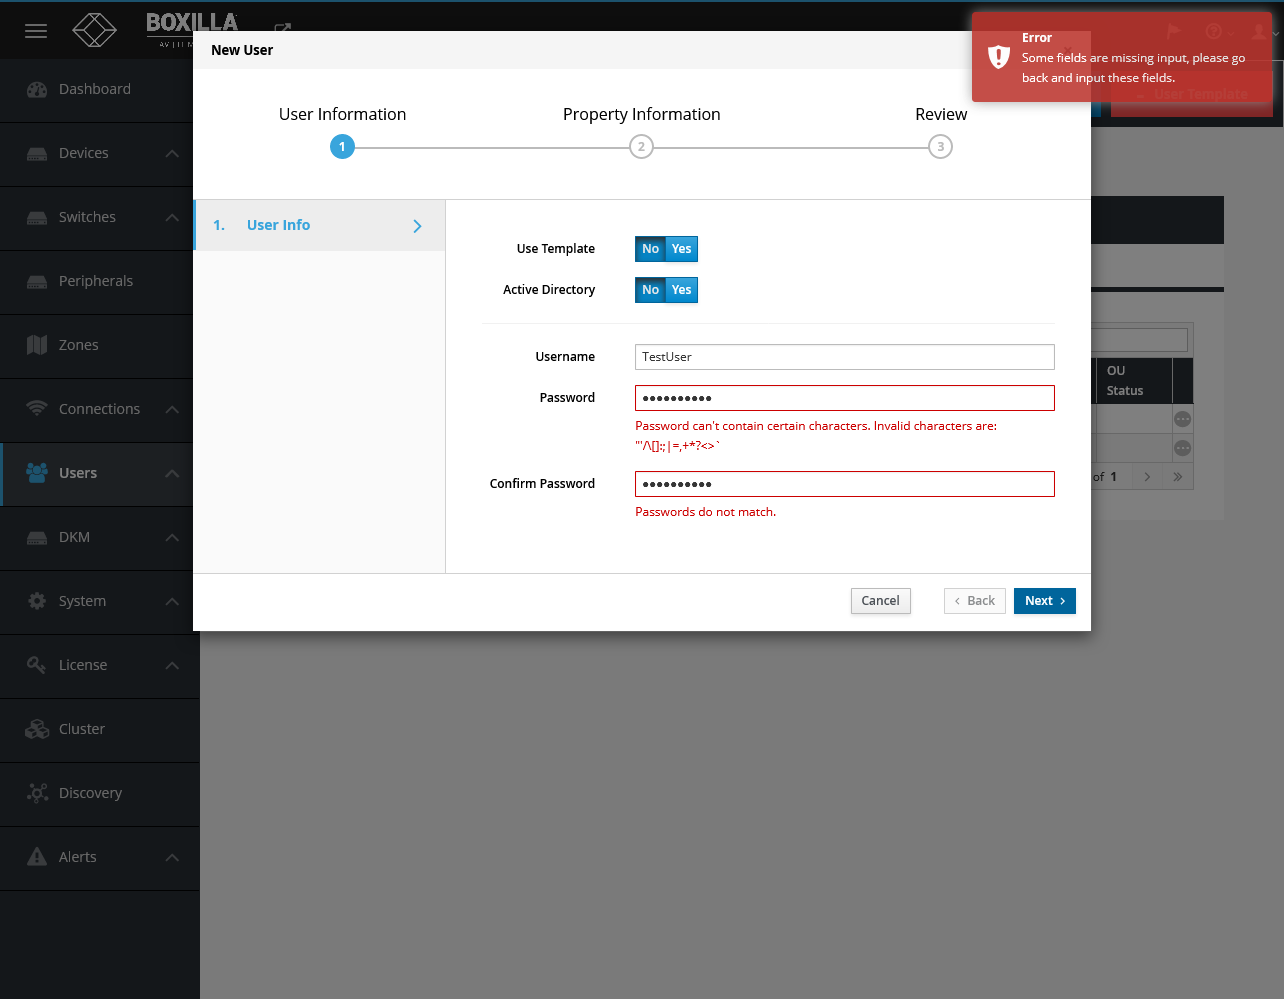 BOXILLA
New User
Error
Some fields are missing input, please go
back and input these fields.
User Template
User Information
Property Information
Review
1
2
3
Dashboard
Devices
Switches
Peripherals
Zones
Connections
Users
DKM
System
License
Cluster
Discovery
Alerts
1. User Info
Use Template No Yes
Active Directory No Yes
Username TestUser
Password ••••••••••
Password can't contain certain characters. Invalid characters are:
"'/\[]:;|=,+*?<>`
Confirm Password ••••••••••
Passwords do not match.
Cancel
Back
Next
OU
Status
of 1